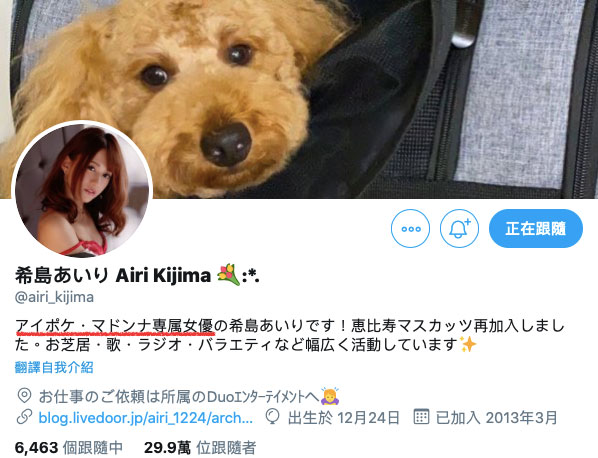 正在跟隨
希島あいり Airi Kijima 💐:*.
@airi_kijima
アイポケ・マドンナ専属女優の希島あいりです！恵比寿マスカッツ再加入しまし
た。お芝居・歌・ラジオ・バラエティなど幅広く活動しています✨
翻譯自我介紹
お仕事のご依頼は所属のDuoｴﾝﾀｰﾃｲﾒﾝﾄへ🙇‍♀️
blog.livedoor.jp/airi_1224/arch... 出生於 12月24日 已加入 2013年3月
6,463 個跟隨中 29.9萬 位跟隨者